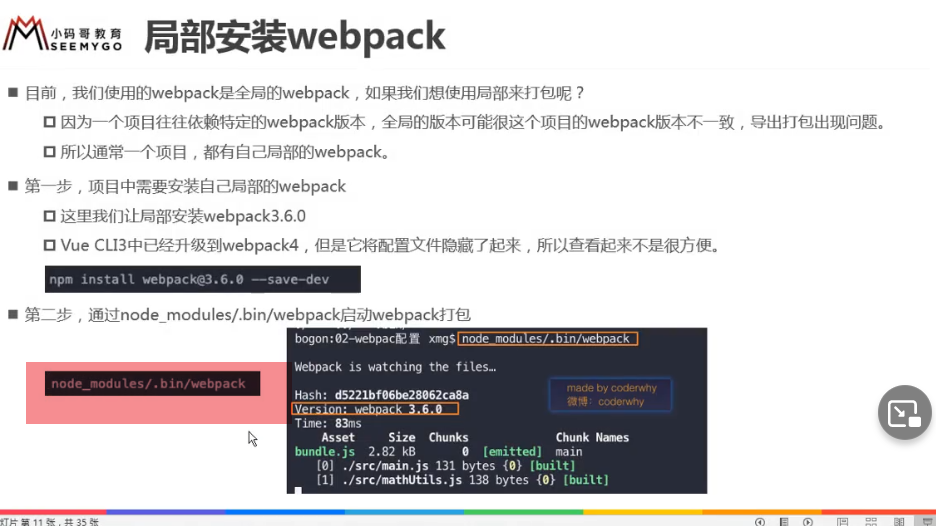 小码哥教育
SEEMYGO
局部安装webpack
目前，我们使用的webpack是全局的webpack，如果我们想使用局部来打包呢？
因为一个项目往往依赖特定的webpack版本，全局的版本可能很这个项目的webpack版本不一致，导出打包出现问题。
所以通常一个项目，都有自己局部的webpack。
第一步，项目中需要安装自己局部的webpack
这里我们让局部安装webpack3.6.0
Vue CLI3中已经升级到webpack4，但是它将配置文件隐藏了起来，所以查看起来不是很方便。
npm install webpack@3.6.0 --save-dev
第二步，通过node_modules/.bin/webpack启动webpack打包
node_modules/.bin/webpack
bogon:02-webpac配置 xmg$ node_modules/.bin/webpack
Webpack is watching the files…
Hash: d5221bf06be28062ca8a
Version: webpack 3.6.0
Time: 83ms
Asset Size Chunks Chunk Names
bundle.js 2.82 kB 0 [emitted] main
[0] ./src/main.js 131 bytes {0} [built]
[1] ./src/mathUtils.js 138 bytes {0} [built]
made by coderwhy
微博：coderwhy
灯片 第 11 张，共 35 张